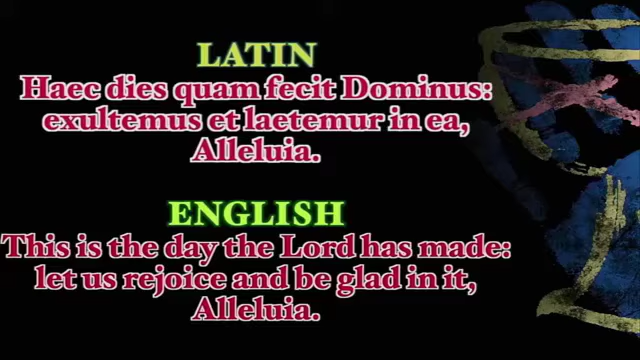 LATIN
Haec dies quam fecit Dominus:
exultemus et laetemur in ea,
Alleluia.
ENGLISH
This is the day the Lord has made:
let us rejoice and be glad in it,
Alleluia.